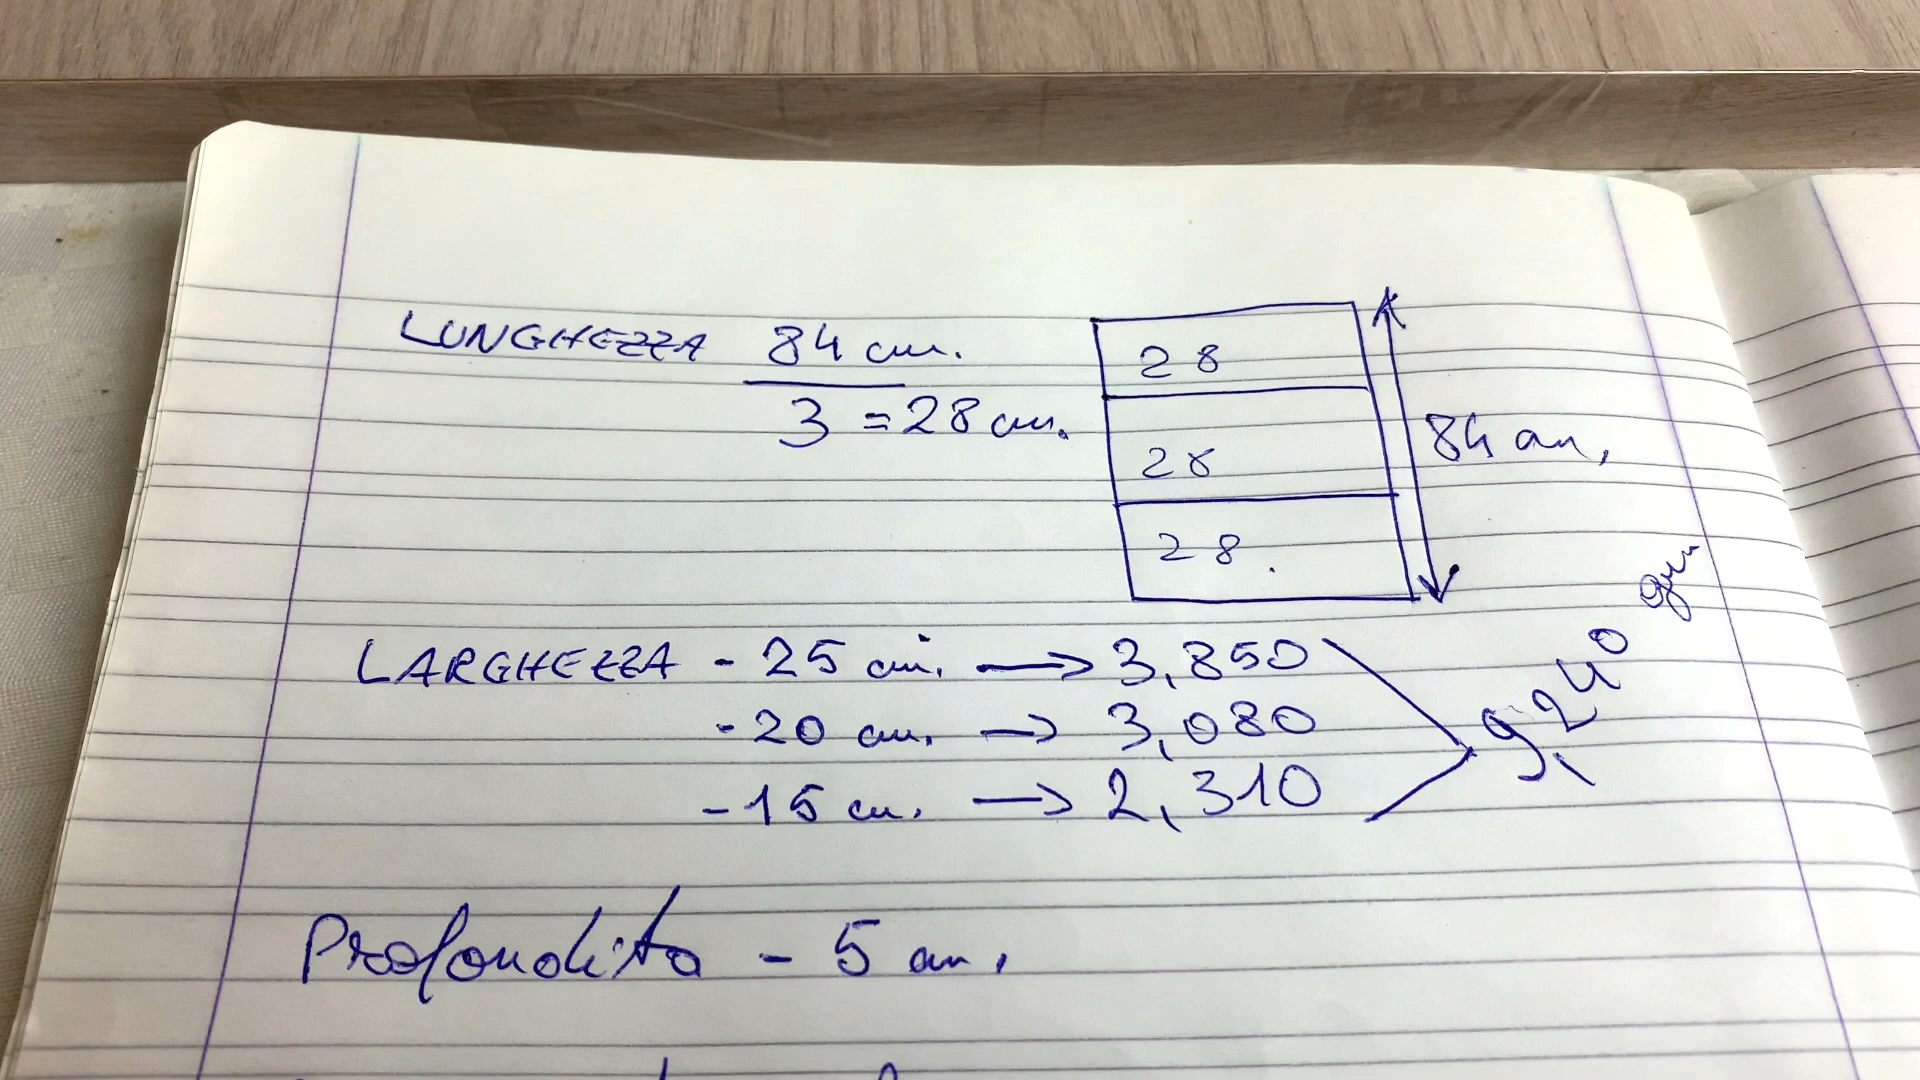 LUNGHEZZA 84 cm.
3 = 28 cm.
28
28
28.
84 cm,
LARGHEZZA - 25 cm. → 3,850
- 20 cm. → 3,080
- 15 cm. → 2,310
9,240 gr
Profondità - 5 cm.